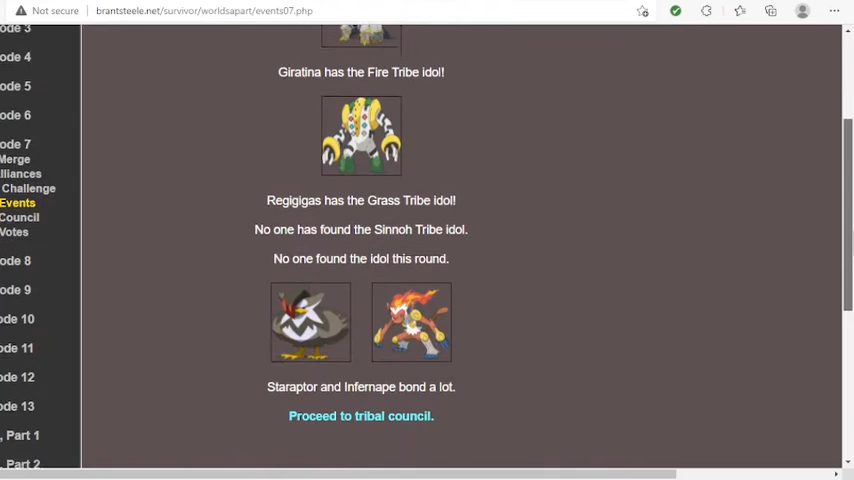 Not secure | brantsteele.net/survivor/worldsapart/events07.php
ode 3
ode 4
ode 5
ode 6
ode 7
Merge
lliances
Challenge
Events
Council
Votes
ode 8
ode 9
ode 10
ode 11
ode 12
ode 13
, Part 1
, Part 2
Giratina has the Fire Tribe idol!
Regigigas has the Grass Tribe idol!
No one has found the Sinnoh Tribe idol.
No one found the idol this round.
Staraptor and Infernape bond a lot.
Proceed to tribal council.